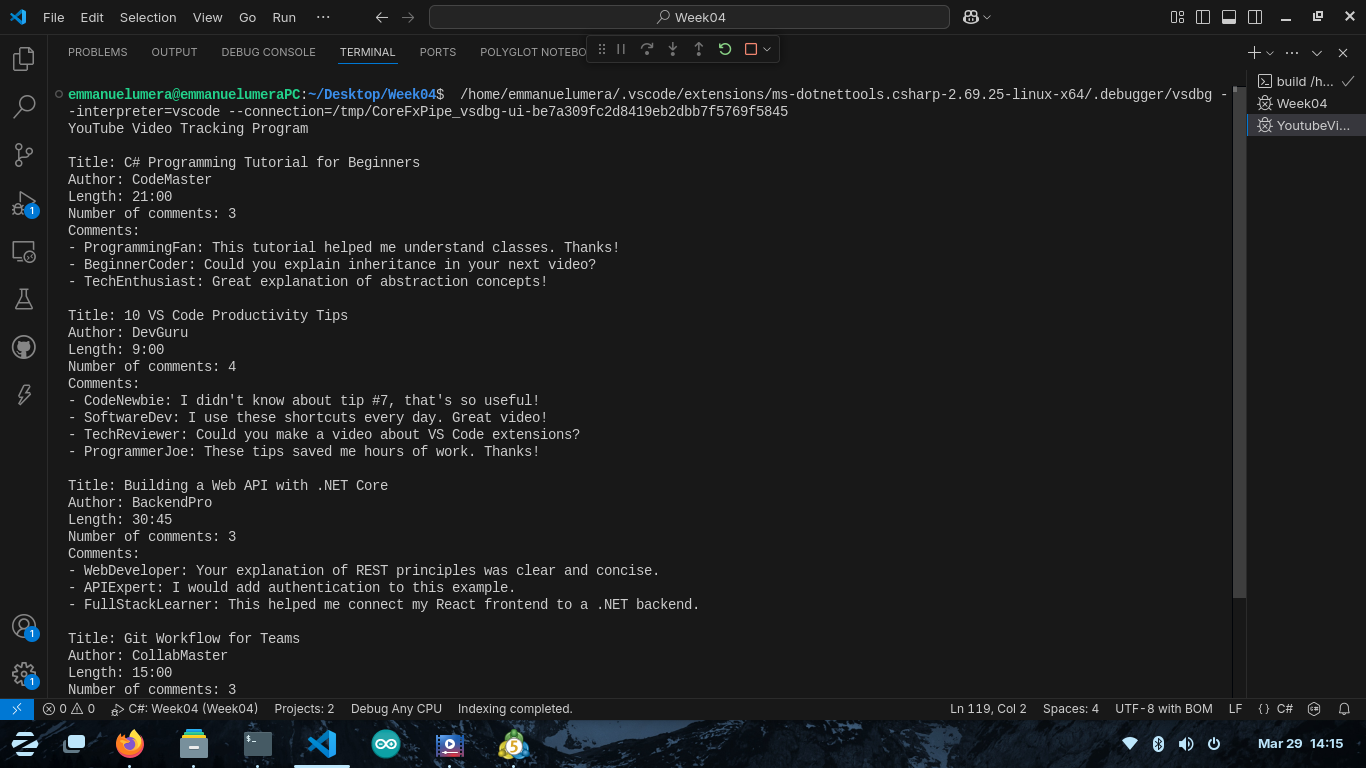 File Edit Selection View Go Run ··· Week04
PROBLEMS OUTPUT DEBUG CONSOLE TERMINAL PORTS POLYGLOT NOTEBO
emmanuelumera@emmanuelumeraPC:~/Desktop/Week04$ /home/emmanuelumera/.vscode/extensions/ms-dotnettools.csharp-2.69.25-linux-x64/.debugger/vsdbg -
-interpreter=vscode --connection=/tmp/CoreFxPipe_vsdbg-ui-be7a309fc2d8419eb2dbb7f5769f5845
YouTube Video Tracking Program
Title: C# Programming Tutorial for Beginners
Author: CodeMaster
Length: 21:00
Number of comments: 3
Comments:
- ProgrammingFan: This tutorial helped me understand classes. Thanks!
- BeginnerCoder: Could you explain inheritance in your next video?
- TechEnthusiast: Great explanation of abstraction concepts!
Title: 10 VS Code Productivity Tips
Author: DevGuru
Length: 9:00
Number of comments: 4
Comments:
- CodeNewbie: I didn't know about tip #7, that's so useful!
- SoftwareDev: I use these shortcuts every day. Great video!
- TechReviewer: Could you make a video about VS Code extensions?
- ProgrammerJoe: These tips saved me hours of work. Thanks!
Title: Building a Web API with .NET Core
Author: BackendPro
Length: 30:45
Number of comments: 3
Comments:
- WebDeveloper: Your explanation of REST principles was clear and concise.
- APIExpert: I would add authentication to this example.
- FullStackLearner: This helped me connect my React frontend to a .NET backend.
Title: Git Workflow for Teams
Author: CollabMaster
Length: 15:00
Number of comments: 3
build /h...
Week04
YoutubeVi...
1
1
1
0 0 C#: Week04 (Week04) Projects: 2 Debug Any CPU Indexing completed. Ln 119, Col 2 Spaces: 4 UTF-8 with BOM LF {} C#
5
Mar 29 14:15